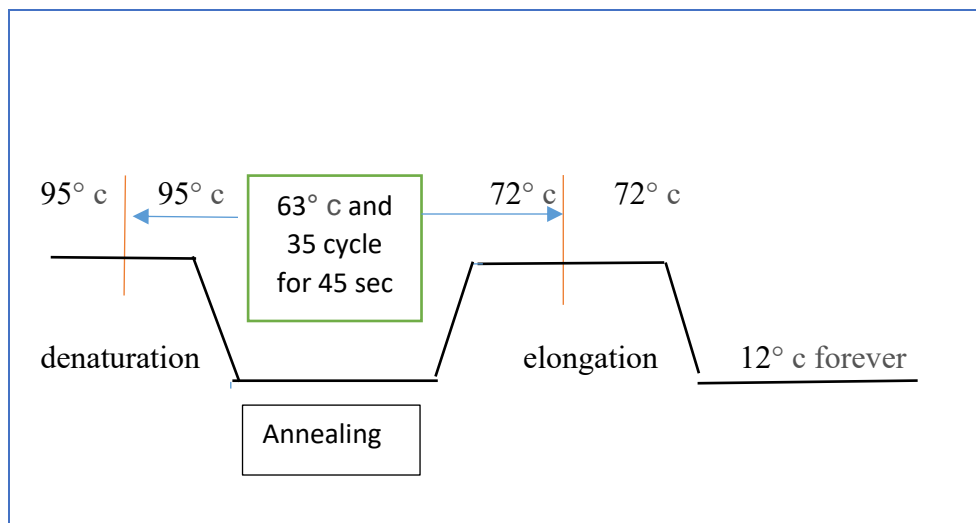 95° c 95° c 72° c 72° c
63° c and
35 cycle
for 45 sec
denaturation elongation 12° c forever
Annealing